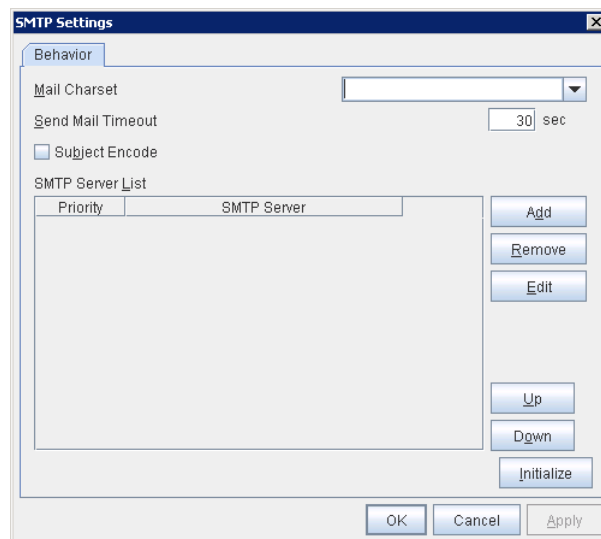 SMTP Settings
Behavior
Mail Charset
Send Mail Timeout 30 sec
Subject Encode
SMTP Server List
Priority SMTP Server
Add
Remove
Edit
Up
Down
Initialize
OK Cancel Apply